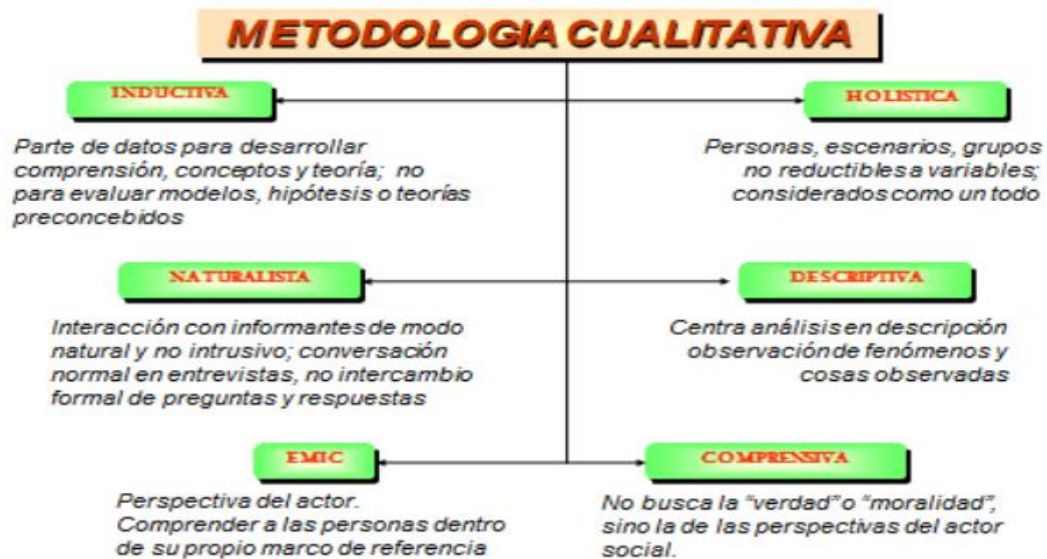 METODOLOGIA CUALITATIVA
INDUCTIVA
Parte de datos para desarrollar
comprensión, conceptos y teoría; no
para evaluar modelos, hipótesis o teorías
preconcebidos
HOLISTICA
Personas, escenarios, grupos
no reductibles a variables;
considerados como un todo
NATURALISTA
Interacción con informantes de modo
natural y no intrusivo; conversación
normal en entrevistas, no intercambio
formal de preguntas y respuestas
DESCRIPTIVA
Centra análisis en descripción
observación de fenómenos y
cosas observadas
EMIC
Perspectiva del actor.
Comprender a las personas dentro
de su propio marco de referencia
COMPRENSIVA
No busca la “verdad” o “moralidad”,
sino la de las perspectivas del actor
social.